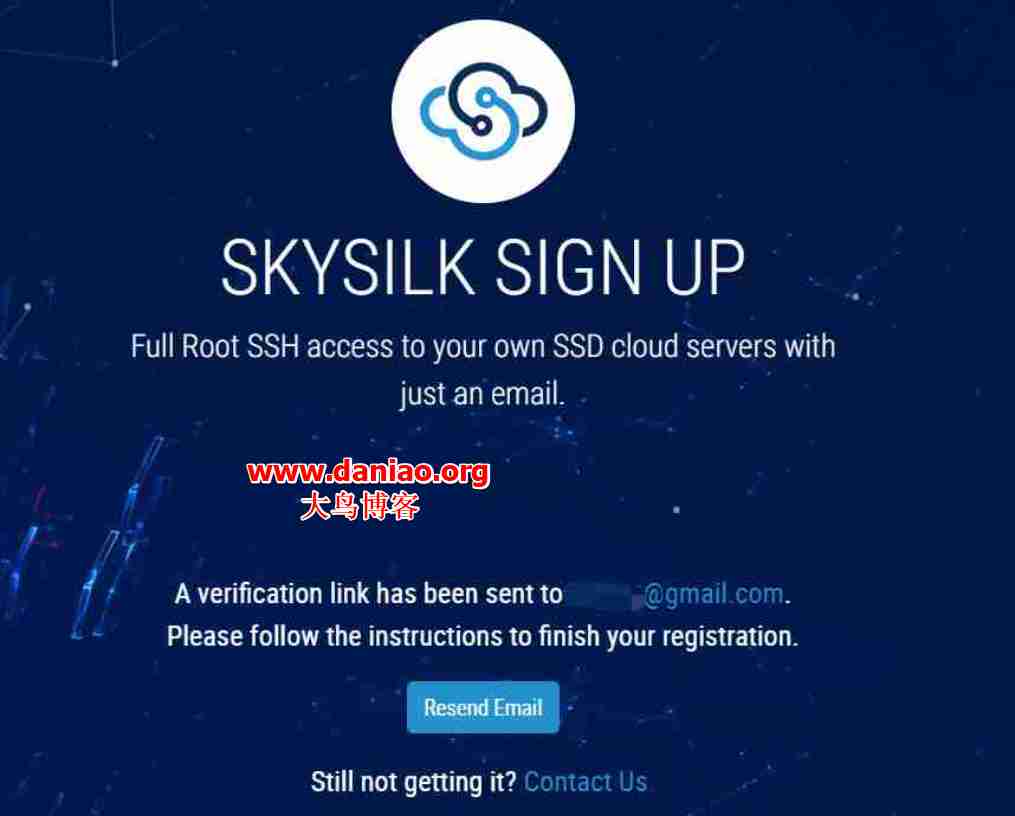 SKYSILK SIGN UP
Full Root SSH access to your own SSD cloud servers with
just an email.
www.daniao.org
大鸟博客
A verification link has been sent to @gmail.com.
Please follow the instructions to finish your registration.
Resend Email
Still not getting it? Contact Us